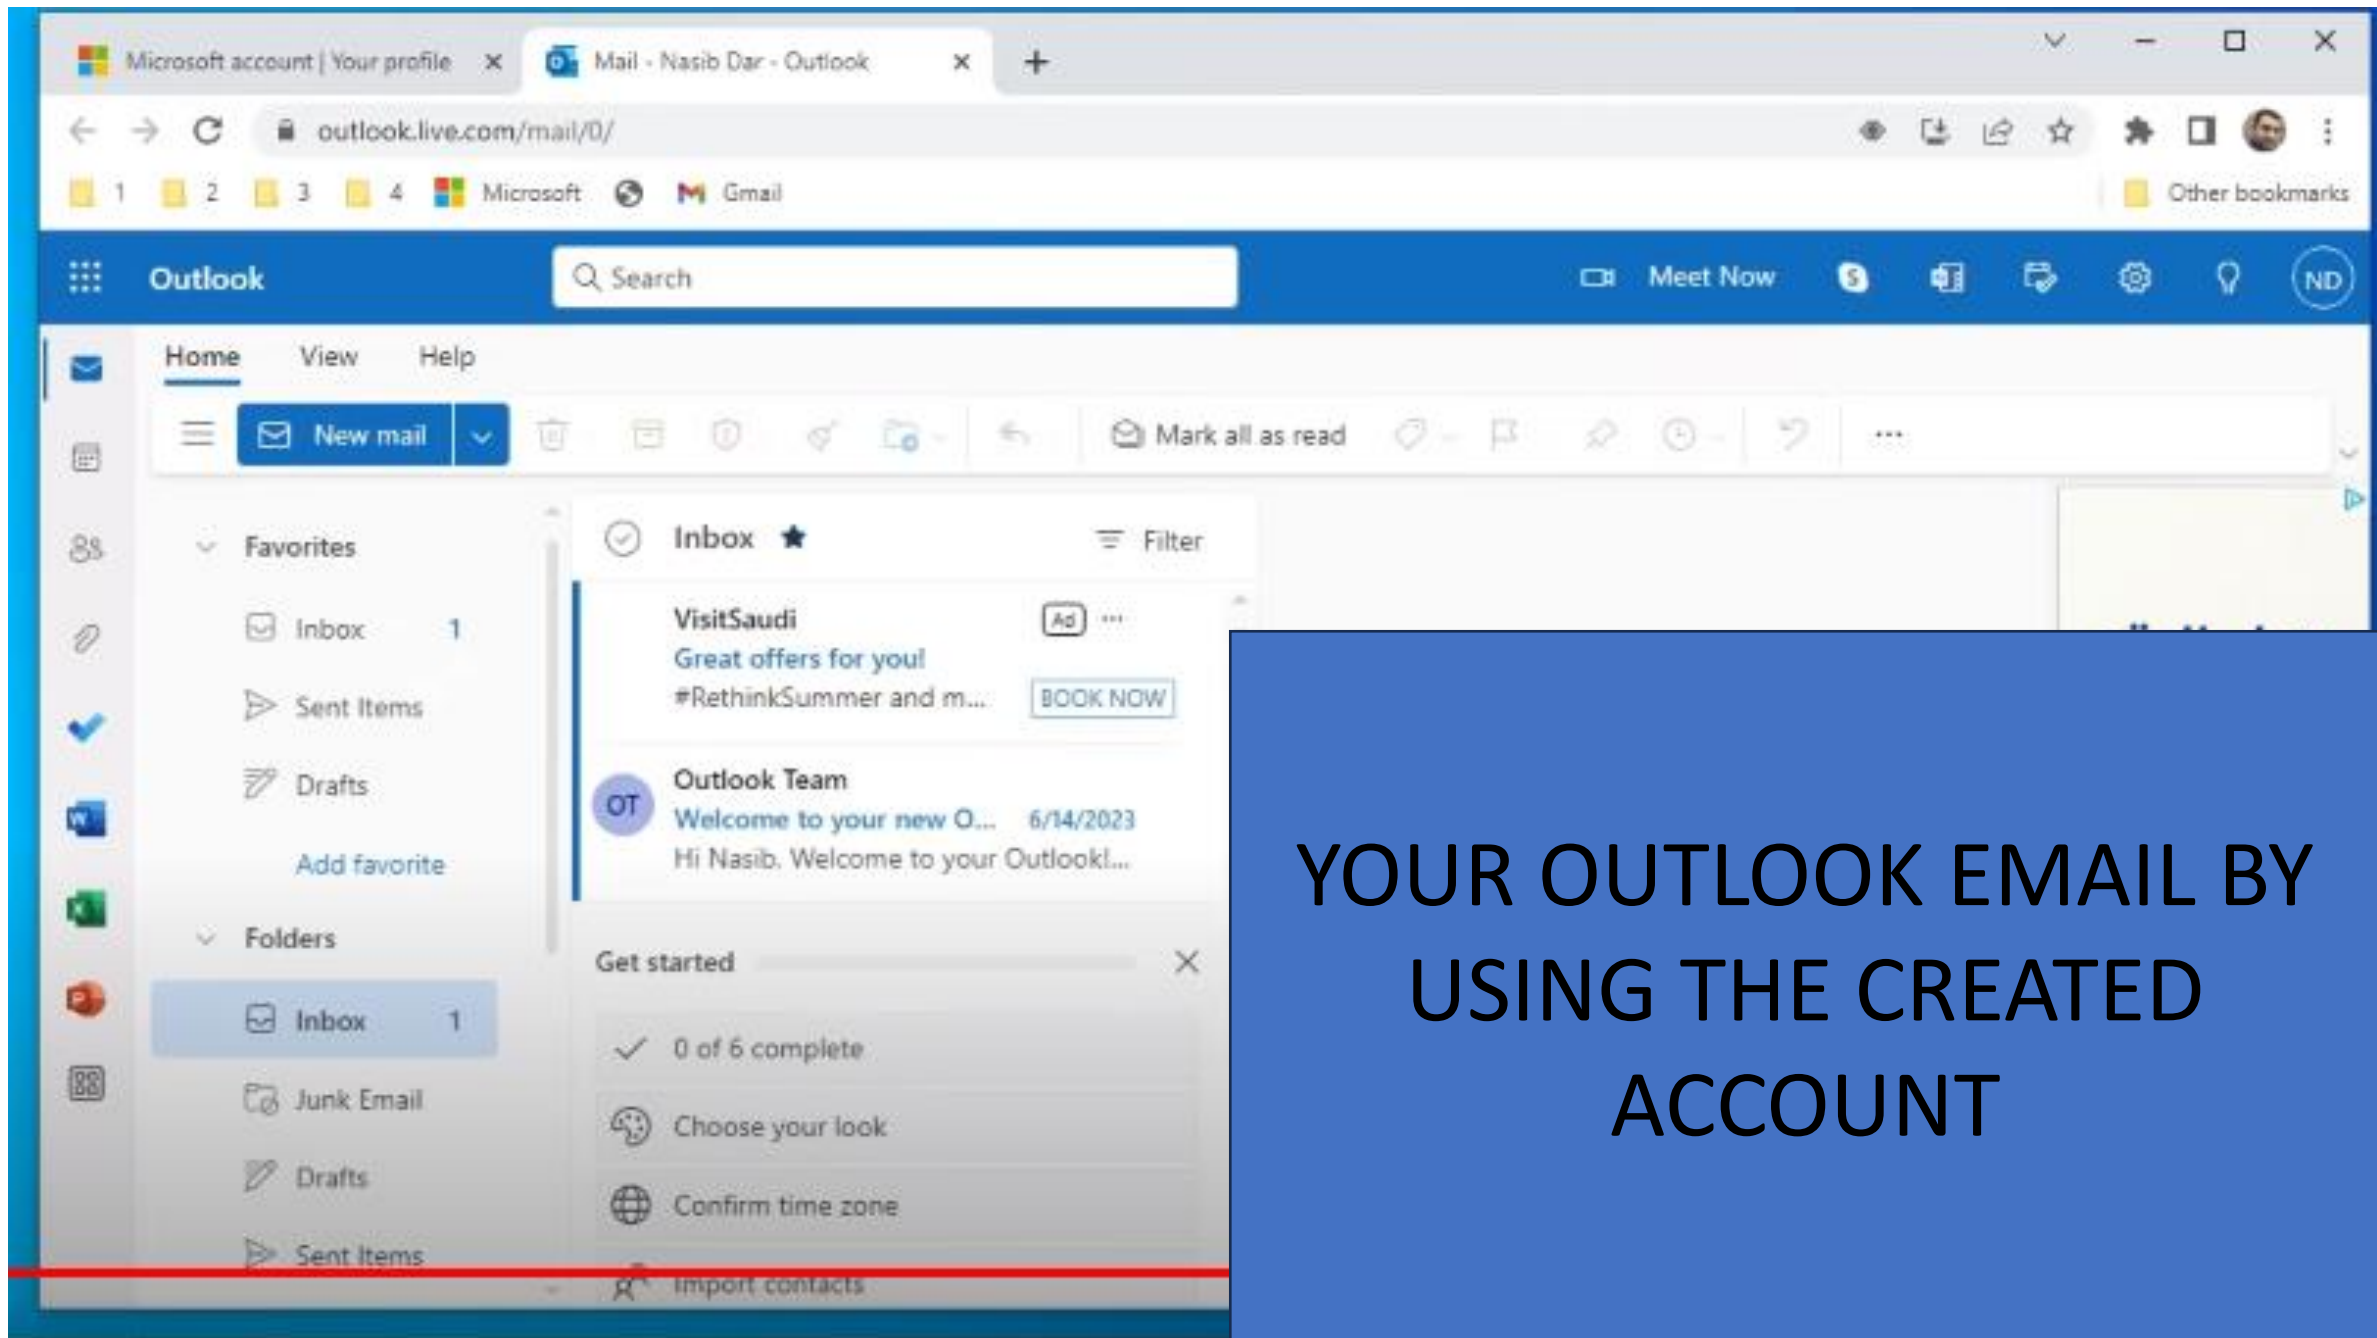 Microsoft account | Your profile
Mail - Nasib Dar - Outlook
outlook.live.com/mail/0/
1 2 3 4 Microsoft Gmail Other bookmarks
Outlook Search Meet Now ND
Home View Help
New mail Mark all as read
Favorites
Inbox 1
Sent Items
Drafts
Add favorite
Folders
Inbox 1
Junk Email
Drafts
Sent Items
Inbox Filter
VisitSaudi Ad
Great offers for you!
#RethinkSummer and m... BOOK NOW
OT
Outlook Team
Welcome to your new O... 6/14/2023
Hi Nasib. Welcome to your Outlook!...
Get started
0 of 6 complete
Choose your look
Confirm time zone
Import contacts
YOUR OUTLOOK EMAIL BY
USING THE CREATED
ACCOUNT